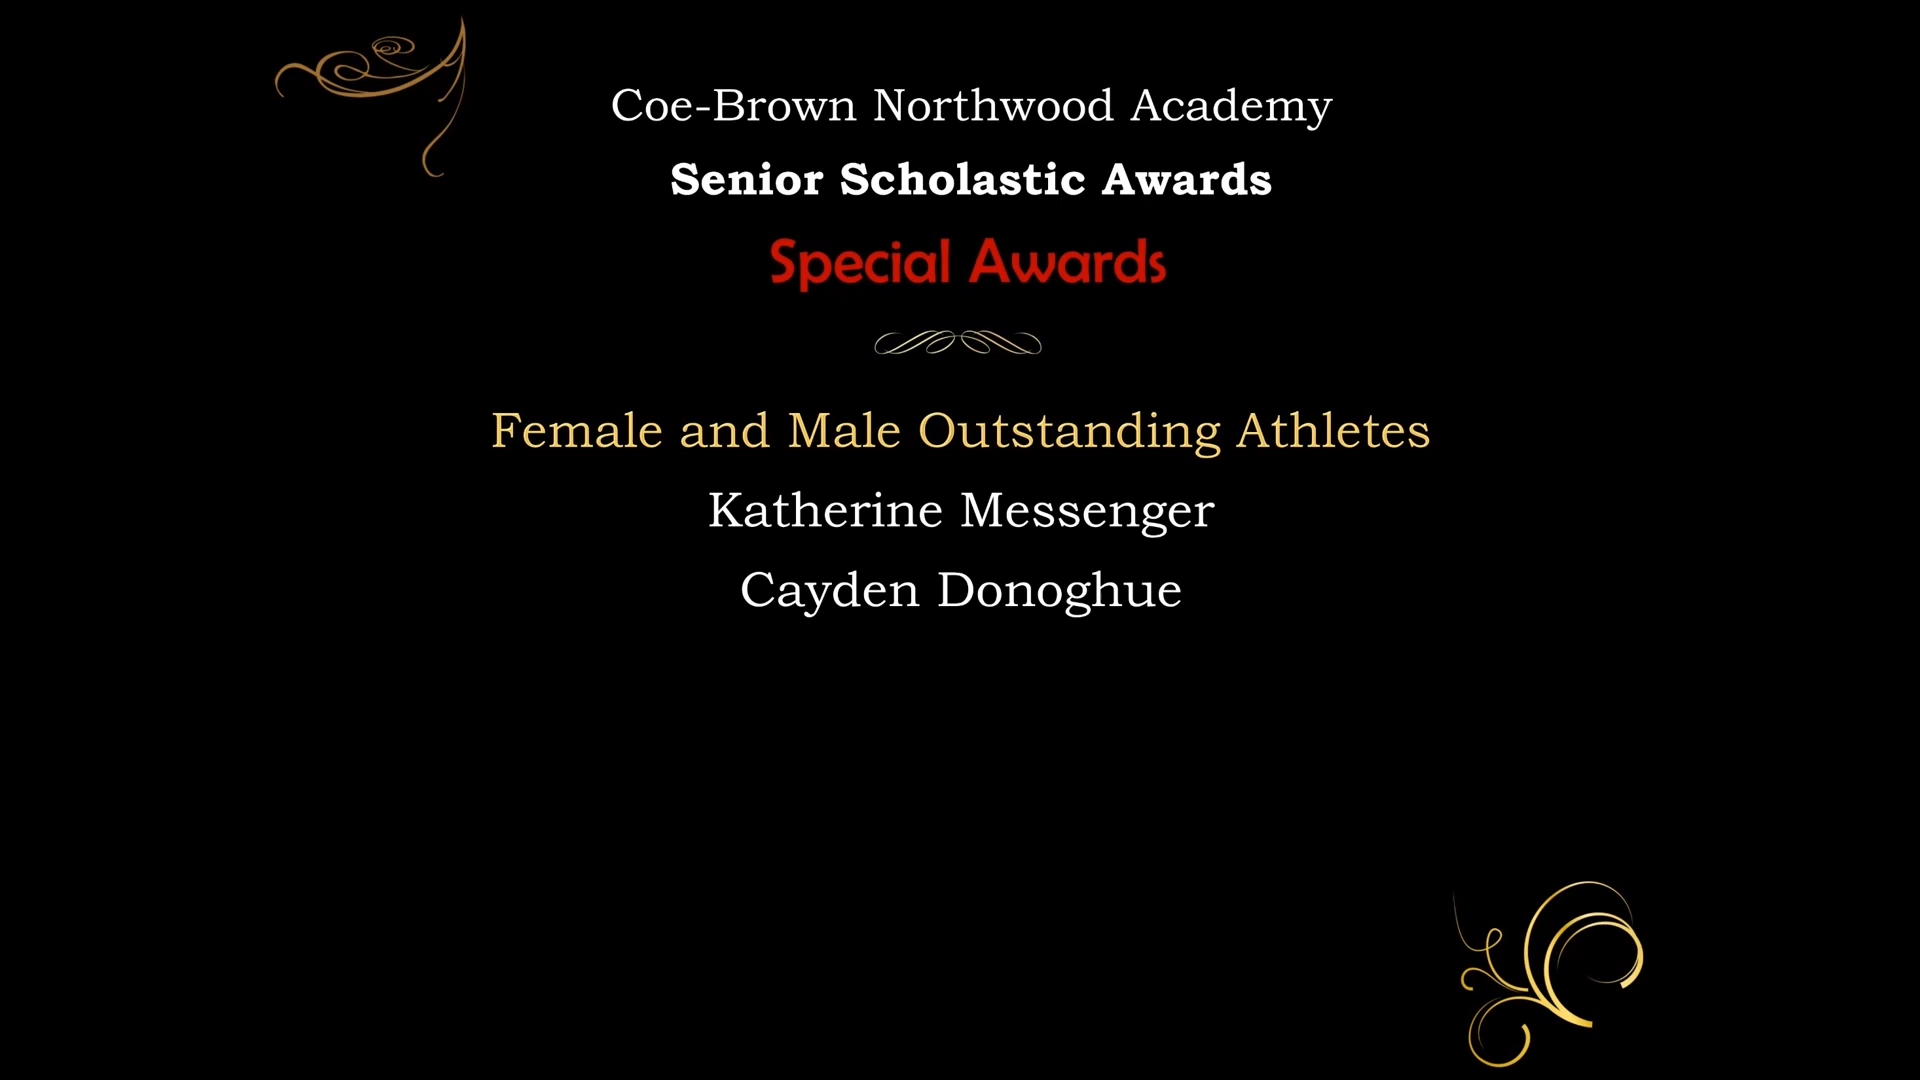 Coe-Brown Northwood Academy
Senior Scholastic Awards
Special Awards
Female and Male Outstanding Athletes
Katherine Messenger
Cayden Donoghue